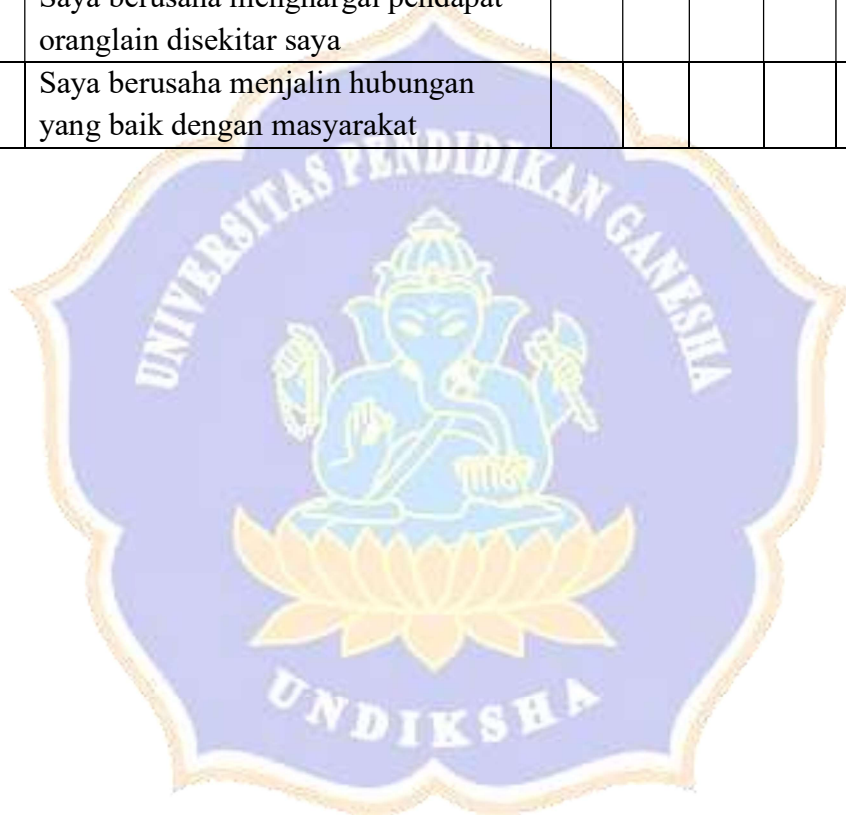 Saya berusaha menghargai pendapat
oranglain disekitar saya
Saya berusaha menjalin hubungan
yang baik dengan masyarakat
UNIVERSITAS PENDIDIKAN GANESHA
UNDIKSHA